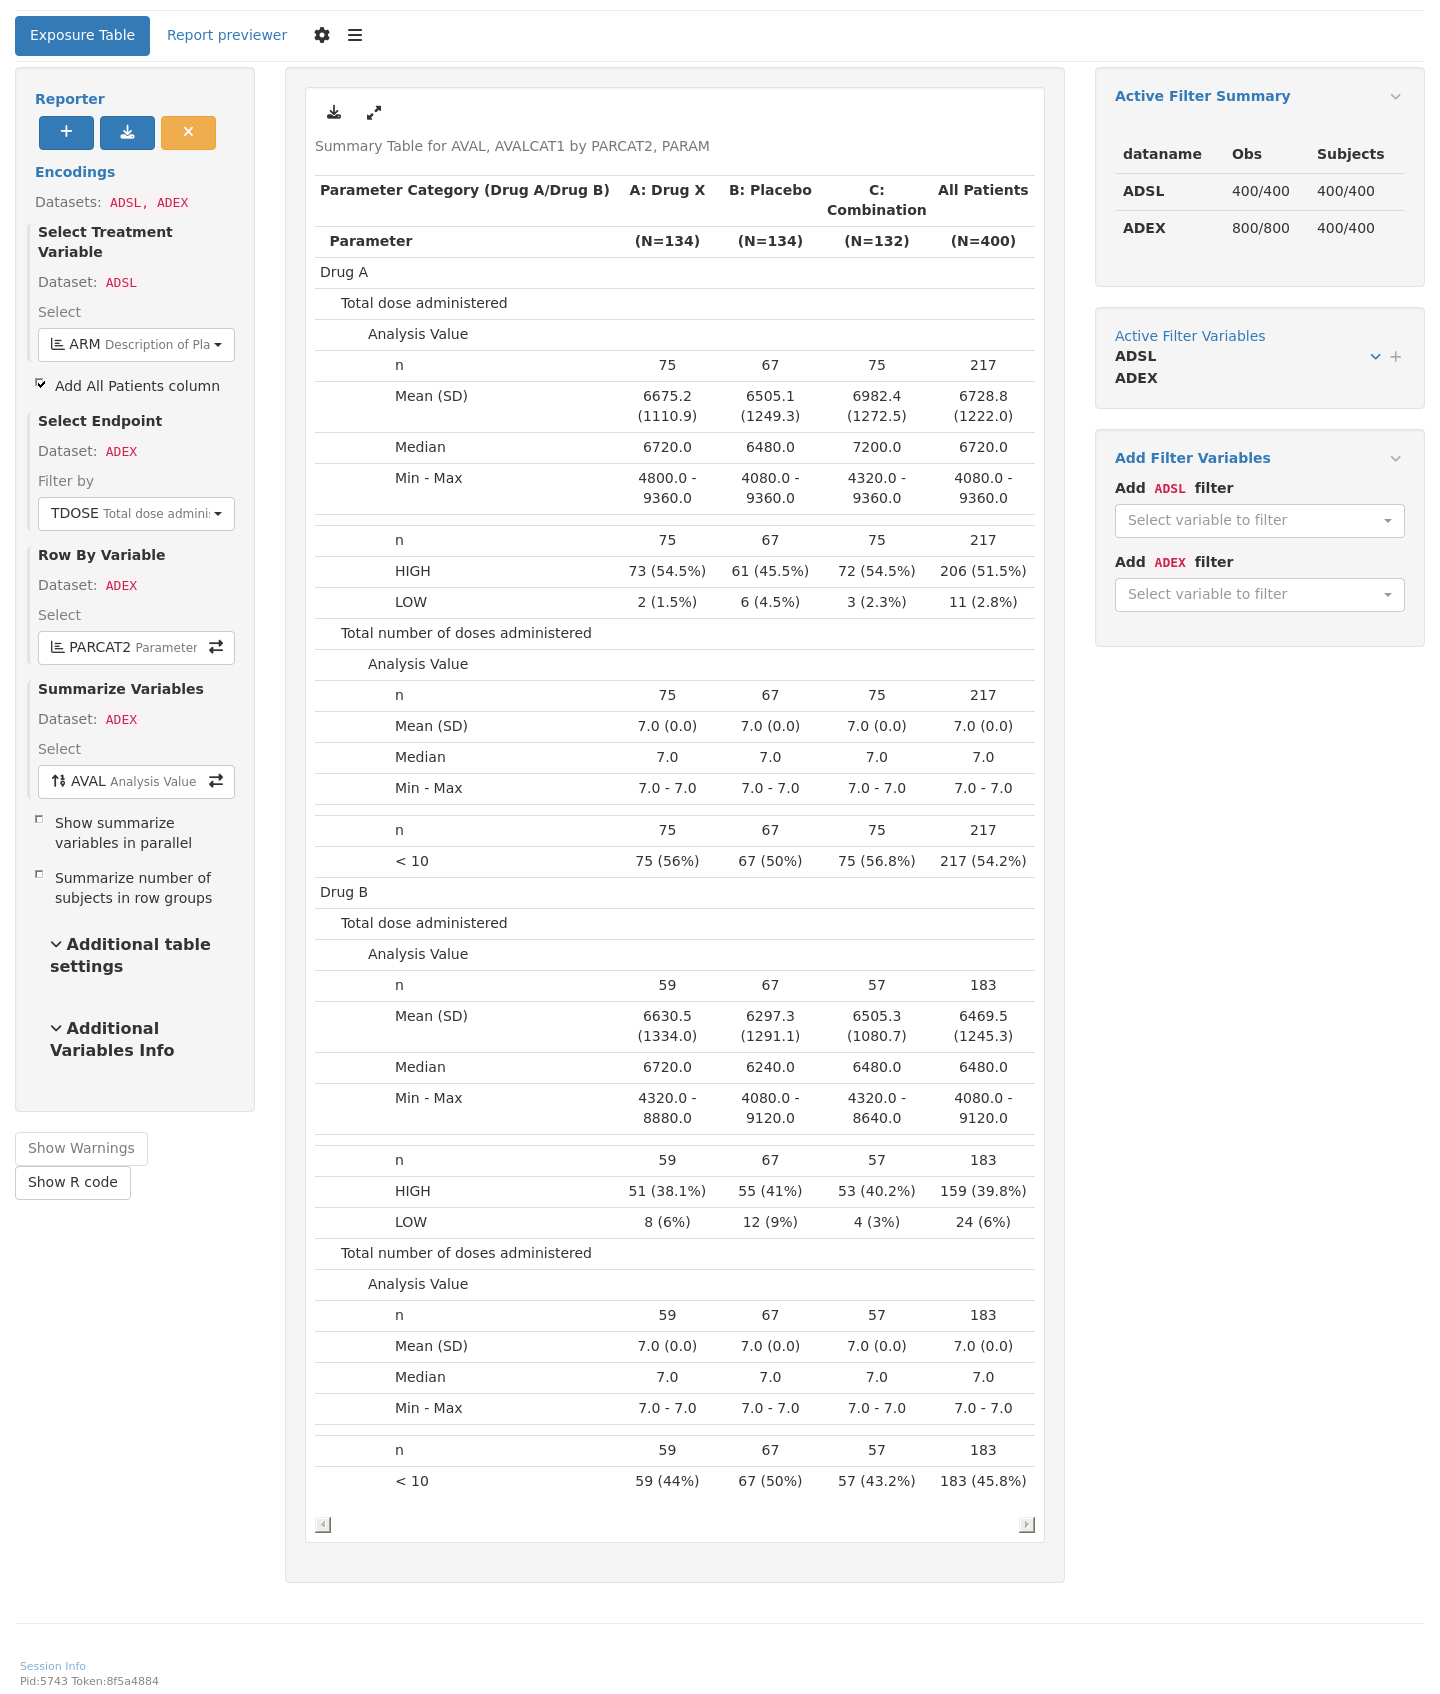 Exposure Table Report previewer
Reporter
Encodings
Datasets: ADSL, ADEX
Select Treatment
Variable
Dataset: ADSL
Select
ARM Description of Pla
Add All Patients column
Select Endpoint
Dataset: ADEX
Filter by
TDOSE Total dose adminis
Row By Variable
Dataset: ADEX
Select
PARCAT2 Parameter
Summarize Variables
Dataset: ADEX
Select
AVAL Analysis Value
Show summarize
variables in parallel
Summarize number of
subjects in row groups
Additional table
settings
Additional
Variables Info
Show Warnings
Show R code
Summary Table for AVAL, AVALCAT1 by PARCAT2, PARAM
Parameter Category (Drug A/Drug B) A: Drug X B: Placebo C: All Patients
Combination
Parameter (N=134) (N=134) (N=132) (N=400)
Drug A
Total dose administered
Analysis Value
n 75 67 75 217
Mean (SD) 6675.2 6505.1 6982.4 6728.8
(1110.9) (1249.3) (1272.5) (1222.0)
Median 6720.0 6480.0 7200.0 6720.0
Min - Max 4800.0 - 4080.0 - 4320.0 - 4080.0 -
9360.0 9360.0 9360.0 9360.0
n 75 67 75 217
HIGH 73 (54.5%) 61 (45.5%) 72 (54.5%) 206 (51.5%)
LOW 2 (1.5%) 6 (4.5%) 3 (2.3%) 11 (2.8%)
Total number of doses administered
Analysis Value
n 75 67 75 217
Mean (SD) 7.0 (0.0) 7.0 (0.0) 7.0 (0.0) 7.0 (0.0)
Median 7.0 7.0 7.0 7.0
Min - Max 7.0 - 7.0 7.0 - 7.0 7.0 - 7.0 7.0 - 7.0
n 75 67 75 217
< 10 75 (56%) 67 (50%) 75 (56.8%) 217 (54.2%)
Drug B
Total dose administered
Analysis Value
n 59 67 57 183
Mean (SD) 6630.5 6297.3 6505.3 6469.5
(1334.0) (1291.1) (1080.7) (1245.3)
Median 6720.0 6240.0 6480.0 6480.0
Min - Max 4320.0 - 4080.0 - 4320.0 - 4080.0 -
8880.0 9120.0 8640.0 9120.0
n 59 67 57 183
HIGH 51 (38.1%) 55 (41%) 53 (40.2%) 159 (39.8%)
LOW 8 (6%) 12 (9%) 4 (3%) 24 (6%)
Total number of doses administered
Analysis Value
n 59 67 57 183
Mean (SD) 7.0 (0.0) 7.0 (0.0) 7.0 (0.0) 7.0 (0.0)
Median 7.0 7.0 7.0 7.0
Min - Max 7.0 - 7.0 7.0 - 7.0 7.0 - 7.0 7.0 - 7.0
n 59 67 57 183
< 10 59 (44%) 67 (50%) 57 (43.2%) 183 (45.8%)
Active Filter Summary
dataname Obs Subjects
ADSL 400/400 400/400
ADEX 800/800 400/400
Active Filter Variables
ADSL
ADEX
Add Filter Variables
Add ADSL filter
Select variable to filter
Add ADEX filter
Select variable to filter
Session Info
Pid:5743 Token:8f5a4884